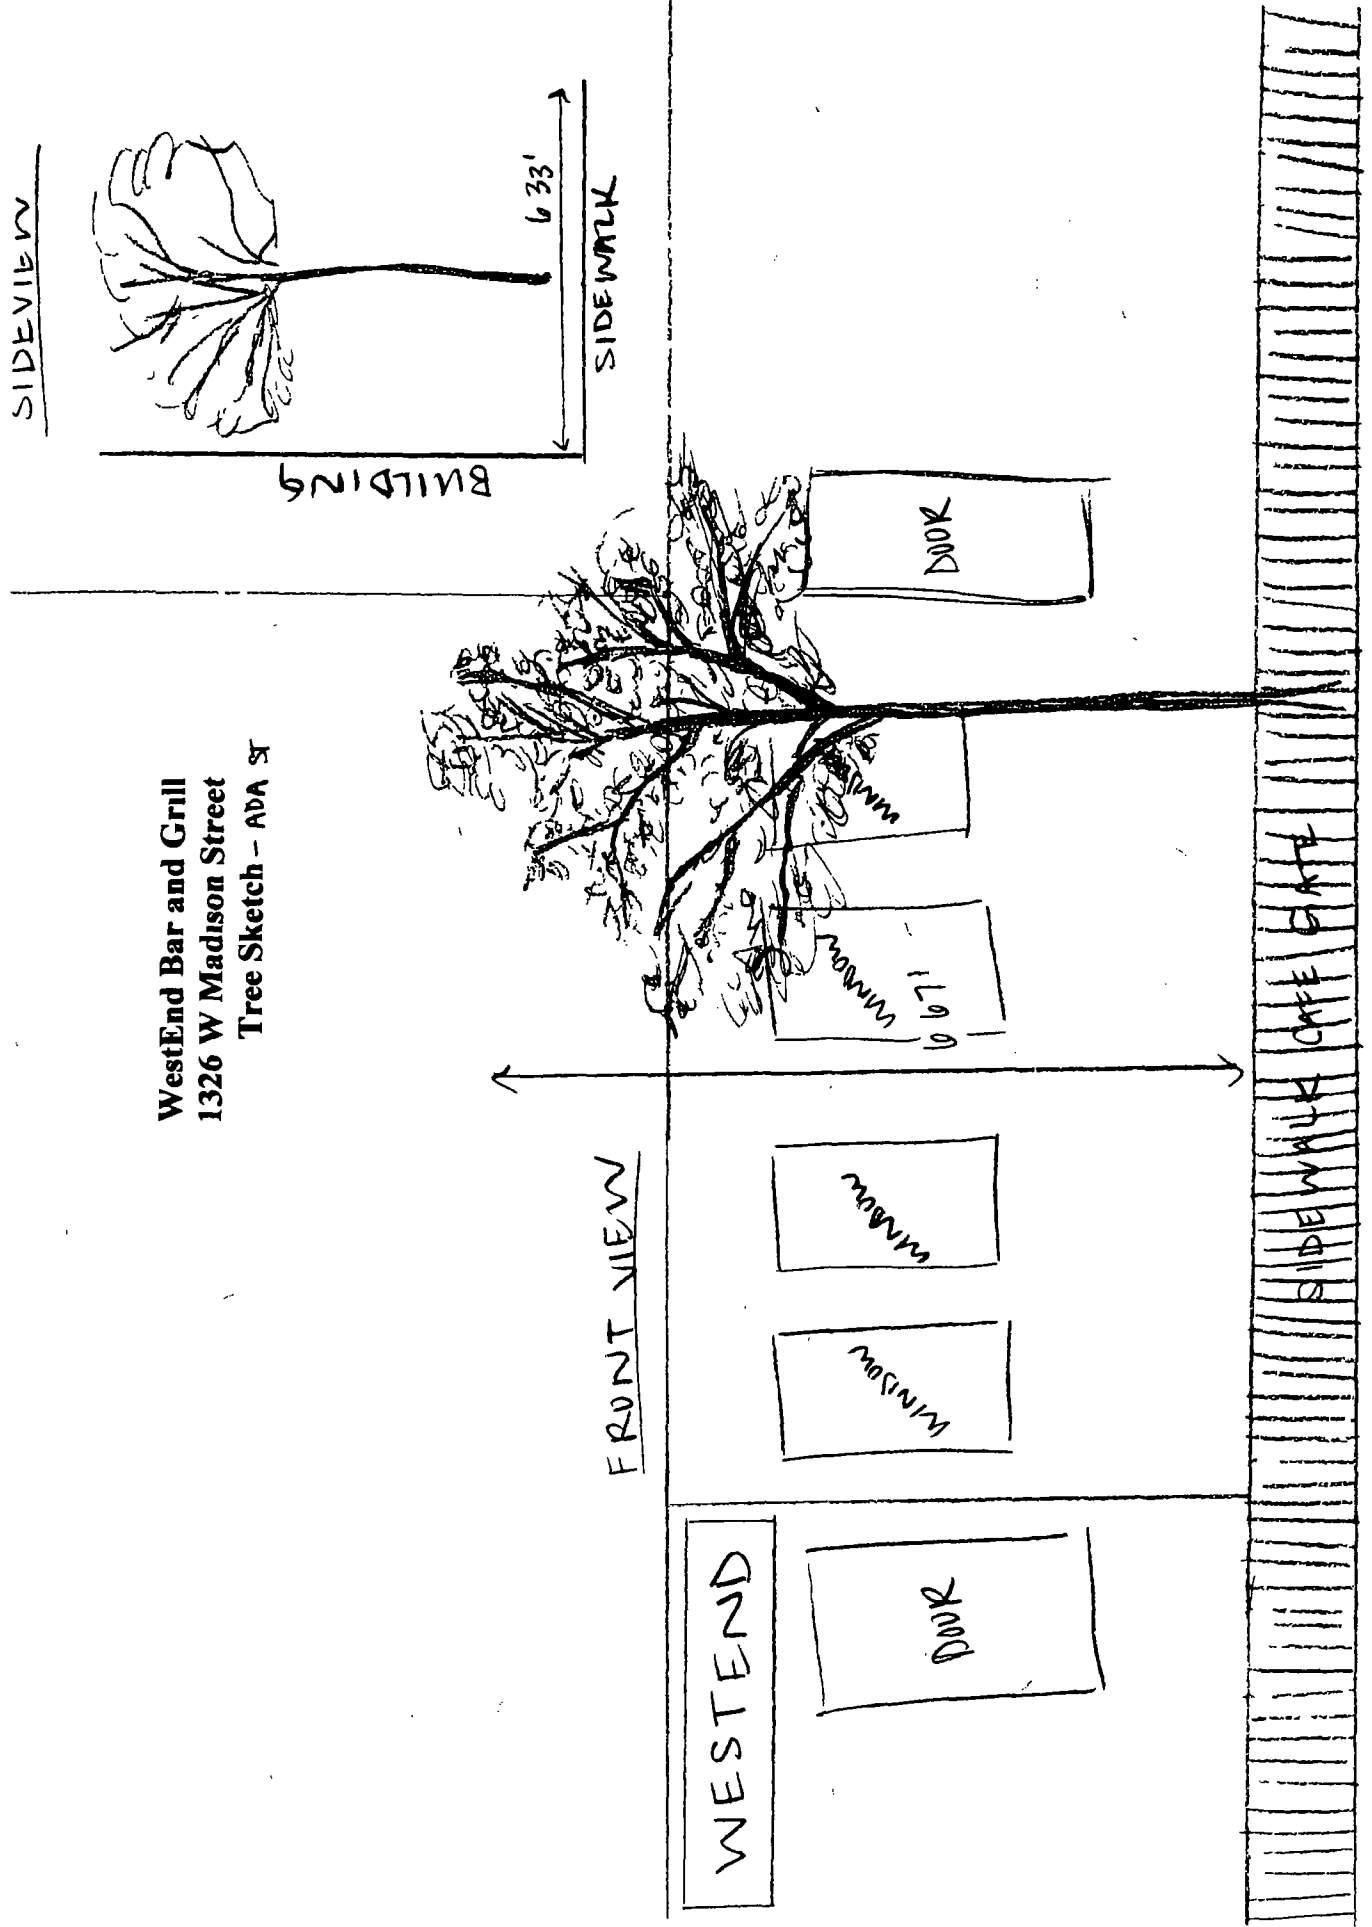 WestEnd Bar and Grill
1326 W Madison Street
Tree Sketch - ADA ST
SIDEVIEW
BUILDING
6 33'
SIDEWALK
FRONT VIEW
WESTEND
DOOR
WINDOW
WINDOW
WINDOW
6 671
WINDOW
DOOR
SIDEWALK CAFE GATE